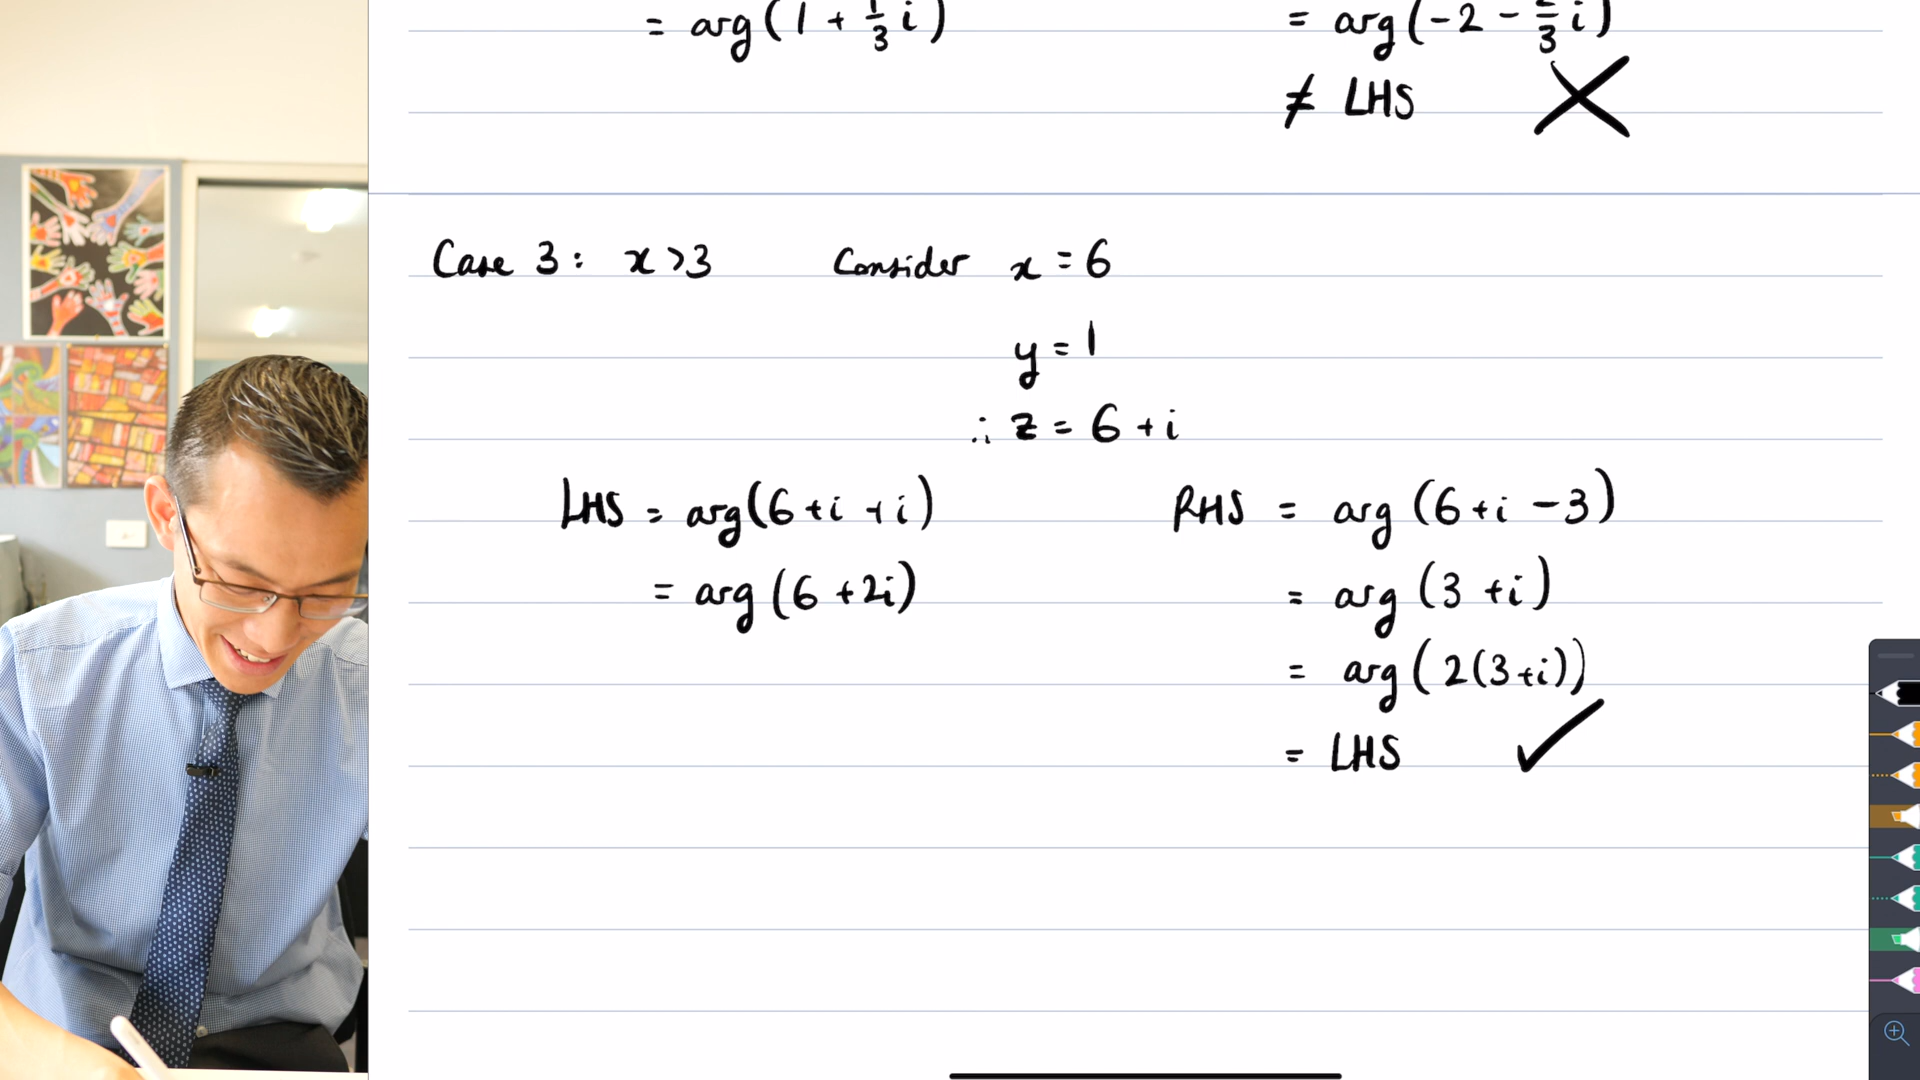 = arg(1 + 1/3 i)
= arg(-2 - 2/3 i)
≠ LHS
Case 3: x > 3 Consider x = 6
y = 1
∴ z = 6 + i
LHS = arg(6 + i + i)
= arg(6 + 2i)
RHS = arg(6 + i - 3)
= arg(3 + i)
= arg(2(3 + i))
= LHS